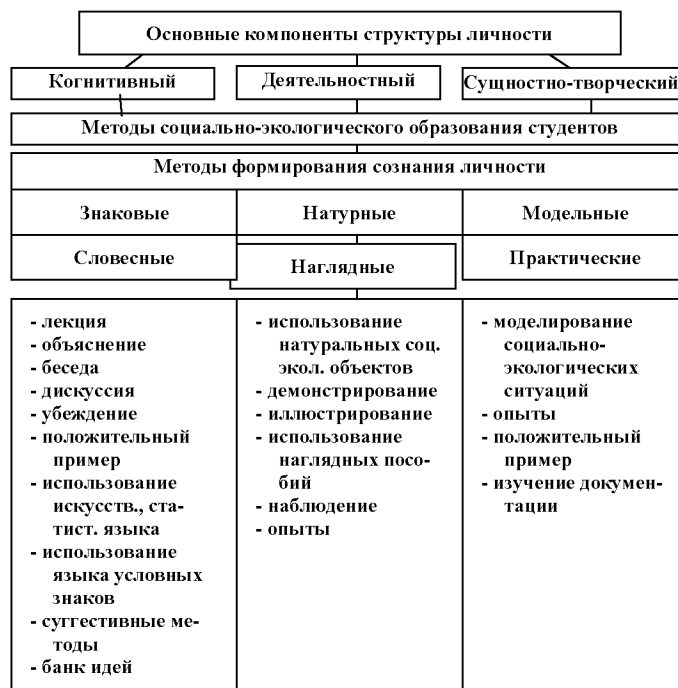 Основные компоненты структуры личности
Когнитивный
Деятельностный
Сущностно-творческий
Методы социально-экологического образования студентов
Методы формирования сознания личности
Знаковые
Натурные
Модельные
Словесные
Наглядные
Практические
- лекция
- объяснение
- беседа
- дискуссия
- убеждение
- положительный
пример
- использование
искусств., ста-
тист. языка
- использование
языка условных
знаков
- суггестивные ме-
тоды
- банк идей
- использование
натуральных соц.
экол. объектов
- демонстрирование
- иллюстрирование
- использование
наглядных посо-
бий
- наблюдение
- опыты
- моделирование
социально-
экологических
ситуаций
- опыты
- положительный
пример
- изучение докумен-
тации